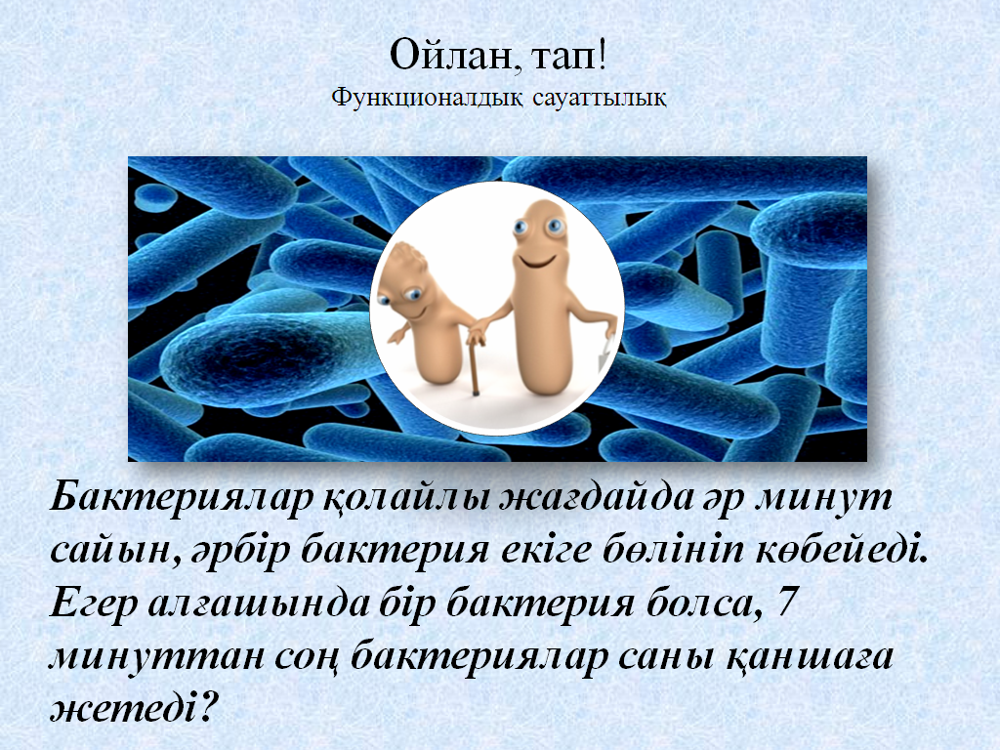 Ойлан, тап!
Функционалдық сауаттылық
Бактериялар қолайлы жағдайда әр минут
сайын, әрбір бактерия екіге бөлініп көбейеді.
Егер алғашында бір бактерия болса, 7
минуттан соң бактериялар саны қаншаға
жетеді?